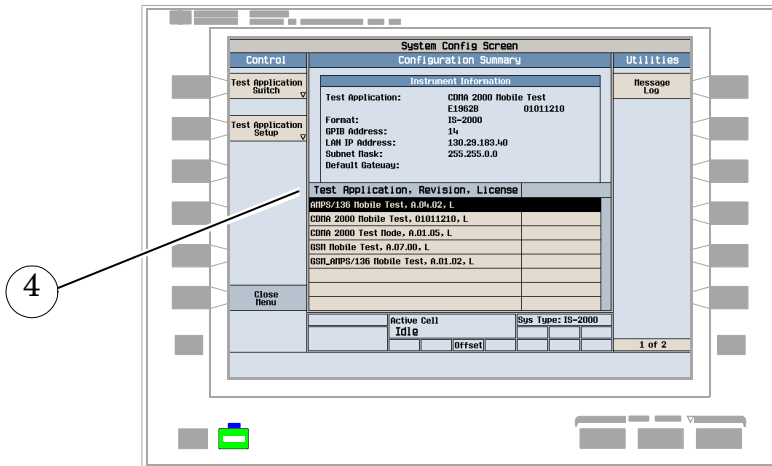 System Config Screen
Control
Configuration Summary
Utilities
Test Application
Switch
Instrument Information
Message
Log
Test Application: CDMA 2000 Mobile Test
E1962B 01011210
Test Application
Setup
Format: IS-2000
GPIB Address: 14
LAN IP Address: 130.29.183.40
Subnet Mask: 255.255.0.0
Default Gateway:
Test Application, Revision, License
AMPS/136 Mobile Test, A.04.02, L
CDMA 2000 Mobile Test, 01011210, L
CDMA 2000 Test Mode, A.01.05, L
GSM Mobile Test, A.07.00, L
GSM_AMPS/136 Mobile Test, A.01.02, L
4
Close
Menu
Active Cell
Sys Type: IS-2000
Idle
Offset
1 of 2